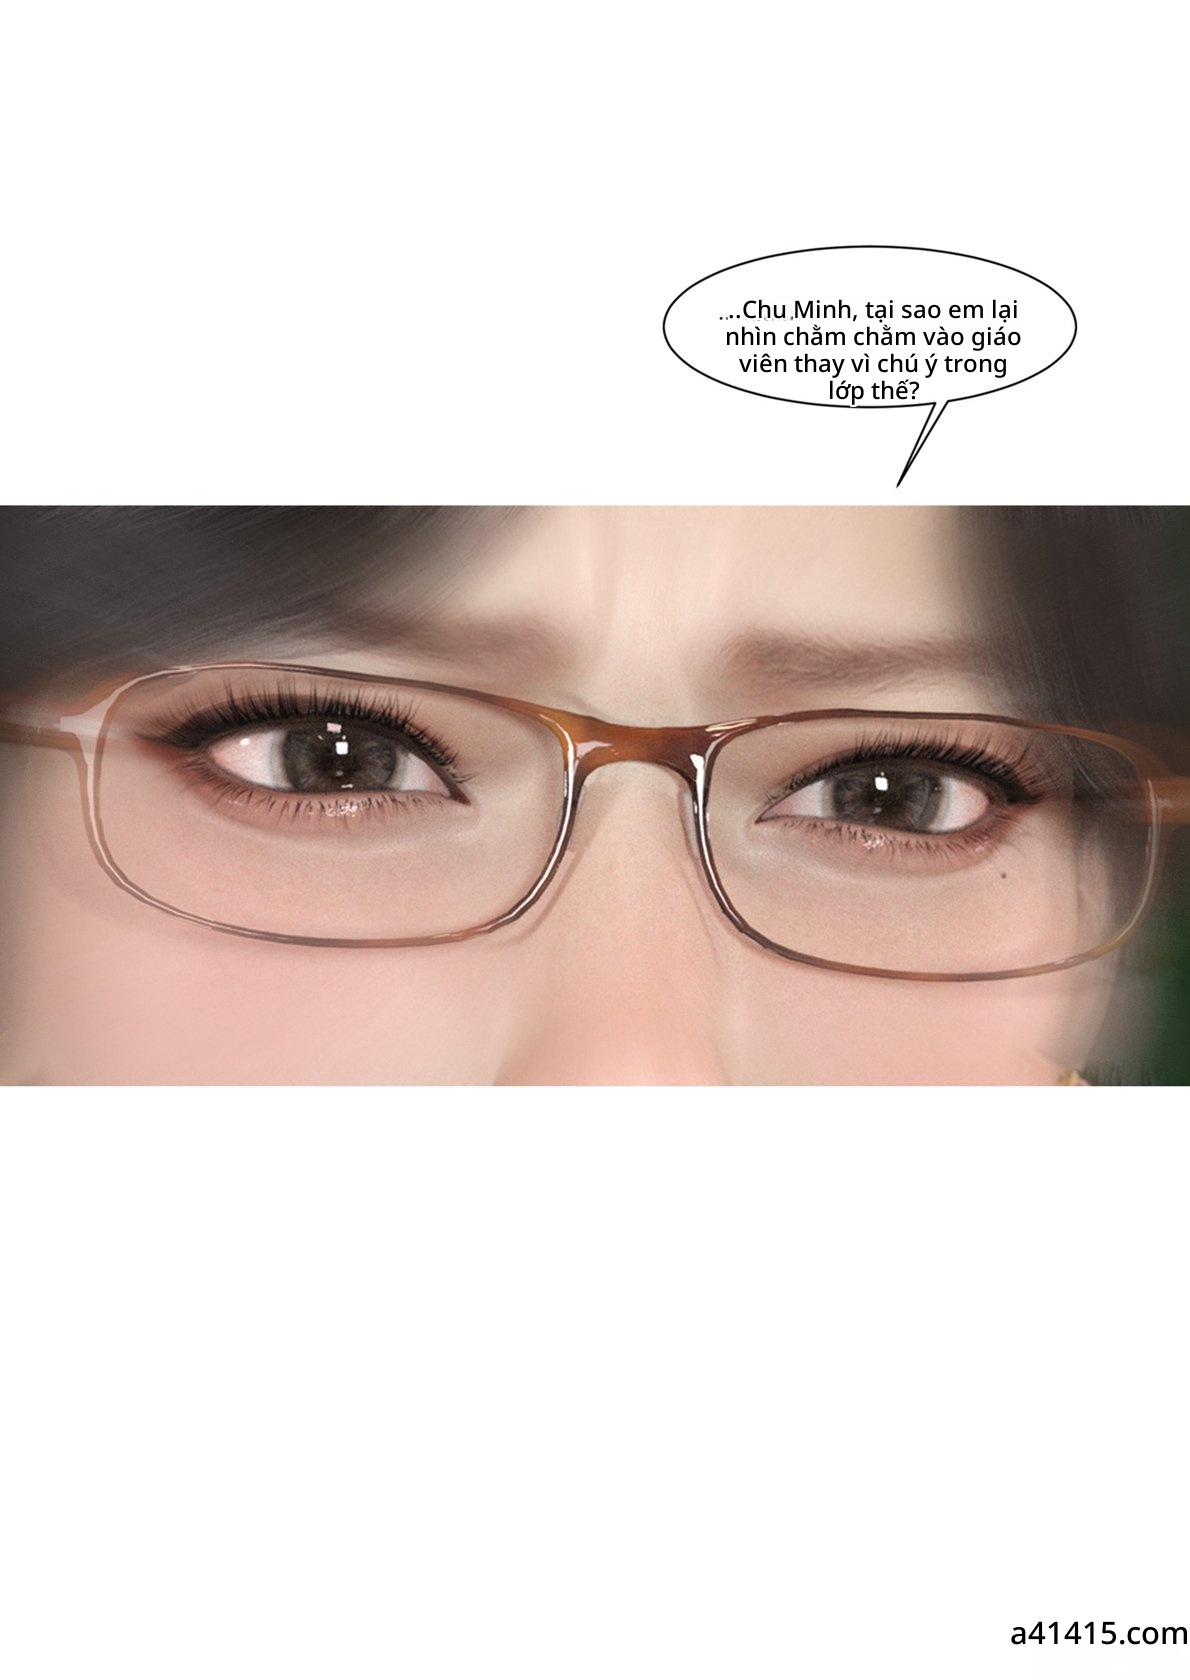 ...Chu Minh, tại sao em lại
nhìn chằm chằm vào giáo
viên thay vì chú ý trong
lớp thế?
a41415.com